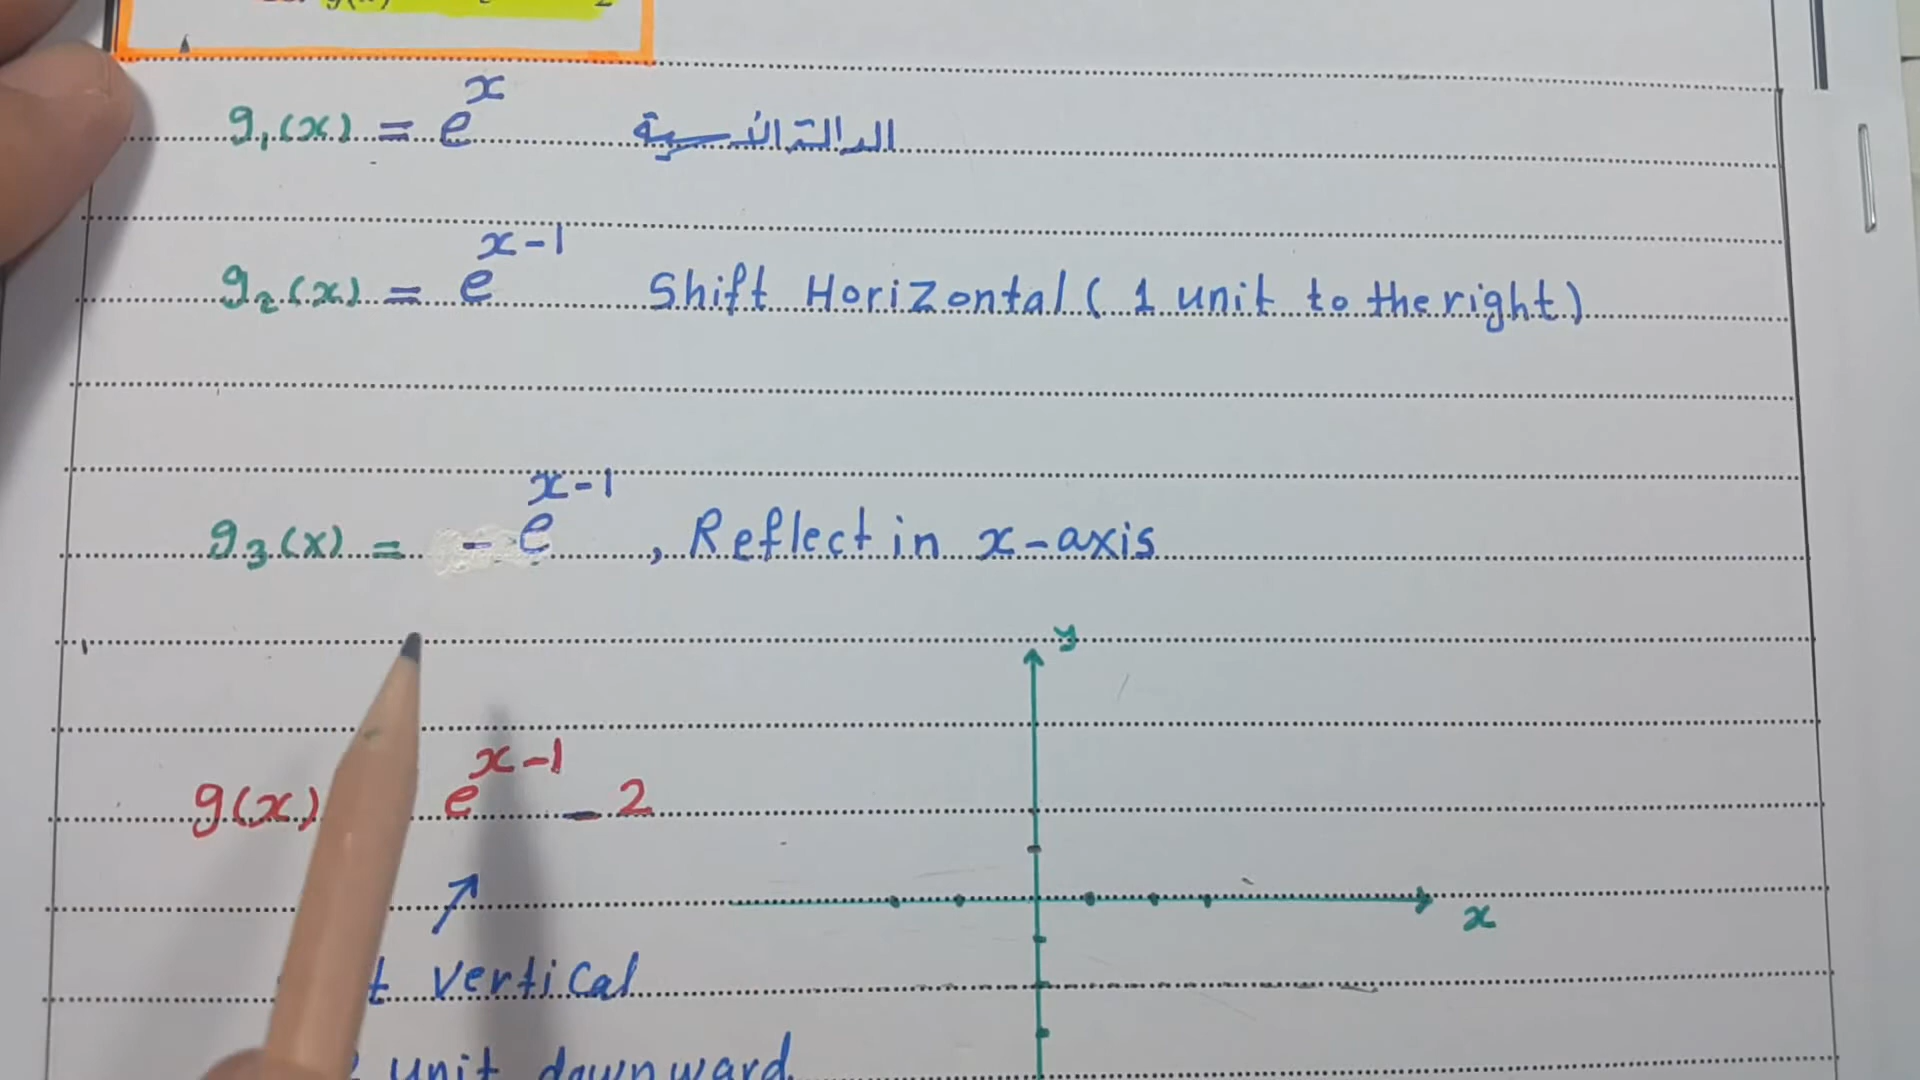 g₁(x) = e^x الدالة الأسية
g₂(x) = e^(x-1) Shift Horizontal (1 unit to the right)
g₃(x) = - e^(x-1) , Reflect in x-axis
y
g(x) e^(x-1) - 2
x
vertical
unit downward